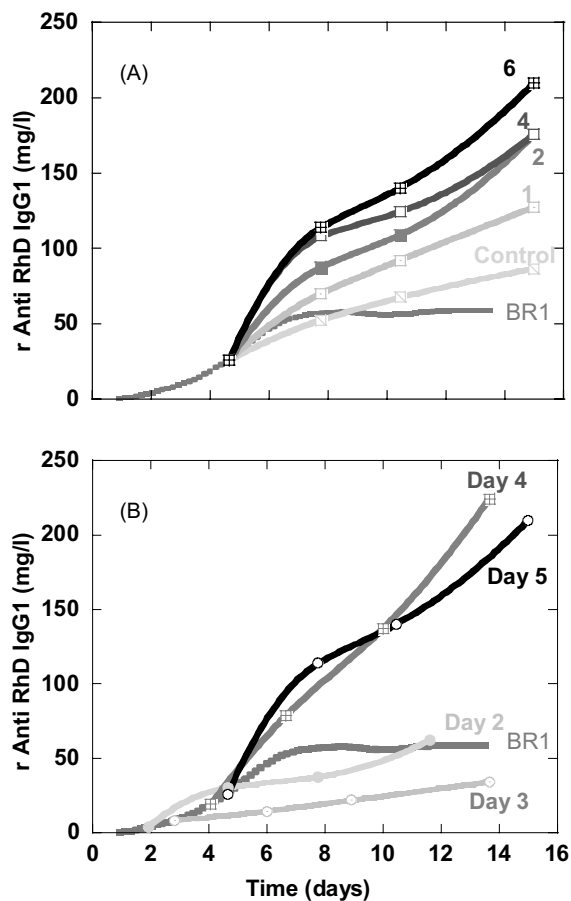 250
(A)
6
200
4
2
150
1
Control
100
50
BR1
0
r Anti RhD IgG1 (mg/l)
250
(B)
Day 4
200
Day 5
150
100
Day 2
BR1
50
Day 3
0
r Anti RhD IgG1 (mg/l)
0 2 4 6 8 10 12 14 16
Time (days)